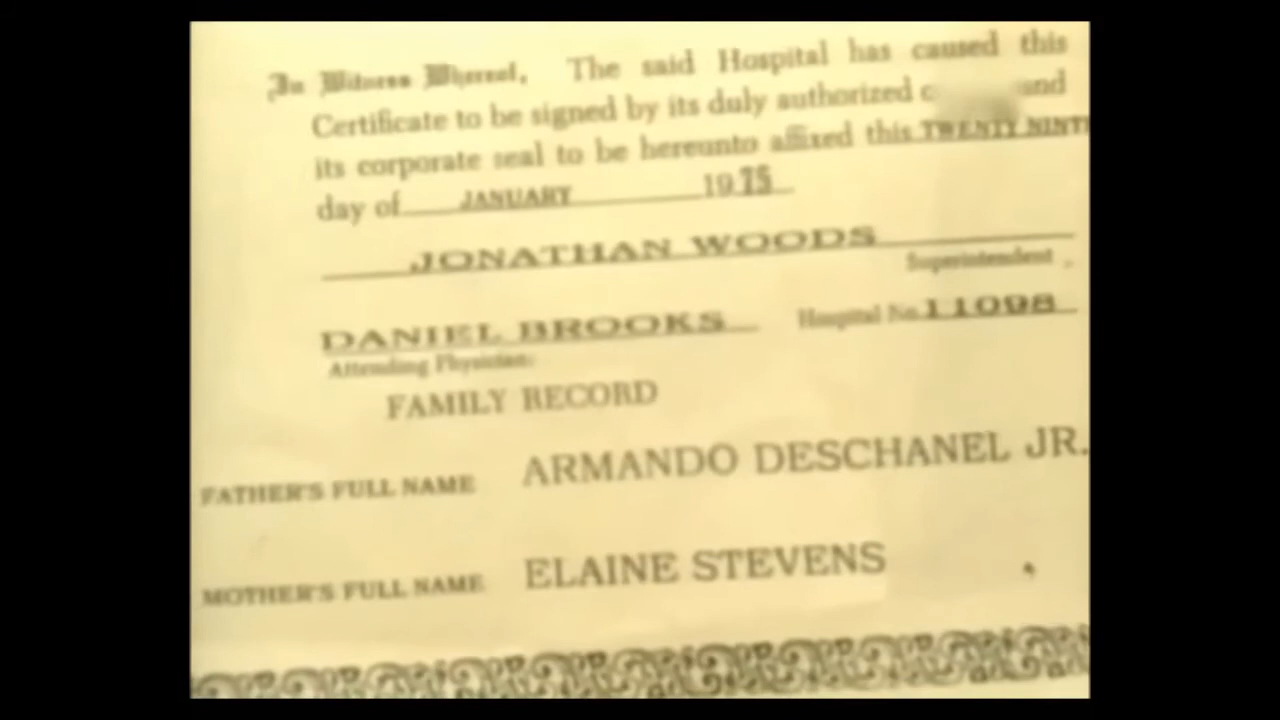 In Witness Whereof, The said Hospital has caused this
Certificate to be signed by its duly authorized and
its corporate seal to be hereunto affixed this TWENTY NINTH
day of JANUARY 1975
JONATHAN WOODS
Superintendent
DANIEL BROOKS Hospital No. 11098
Attending Physician:
FAMILY RECORD
FATHER'S FULL NAME ARMANDO DESCHANEL JR.
MOTHER'S FULL NAME ELAINE STEVENS